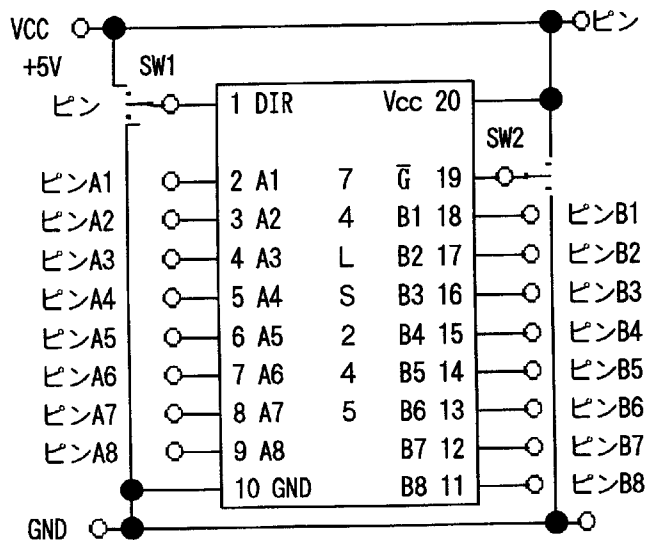 VCC ピン
+5V SW1
ピン 1 DIR Vcc 20
SW2
ピンA1 2 A1 7 G̅ 19
ピンA2 3 A2 4 B1 18 ピンB1
ピンA3 4 A3 L B2 17 ピンB2
ピンA4 5 A4 S B3 16 ピンB3
ピンA5 6 A5 2 B4 15 ピンB4
ピンA6 7 A6 4 B5 14 ピンB5
ピンA7 8 A7 5 B6 13 ピンB6
ピンA8 9 A8 B7 12 ピンB7
10 GND B8 11 ピンB8
GND